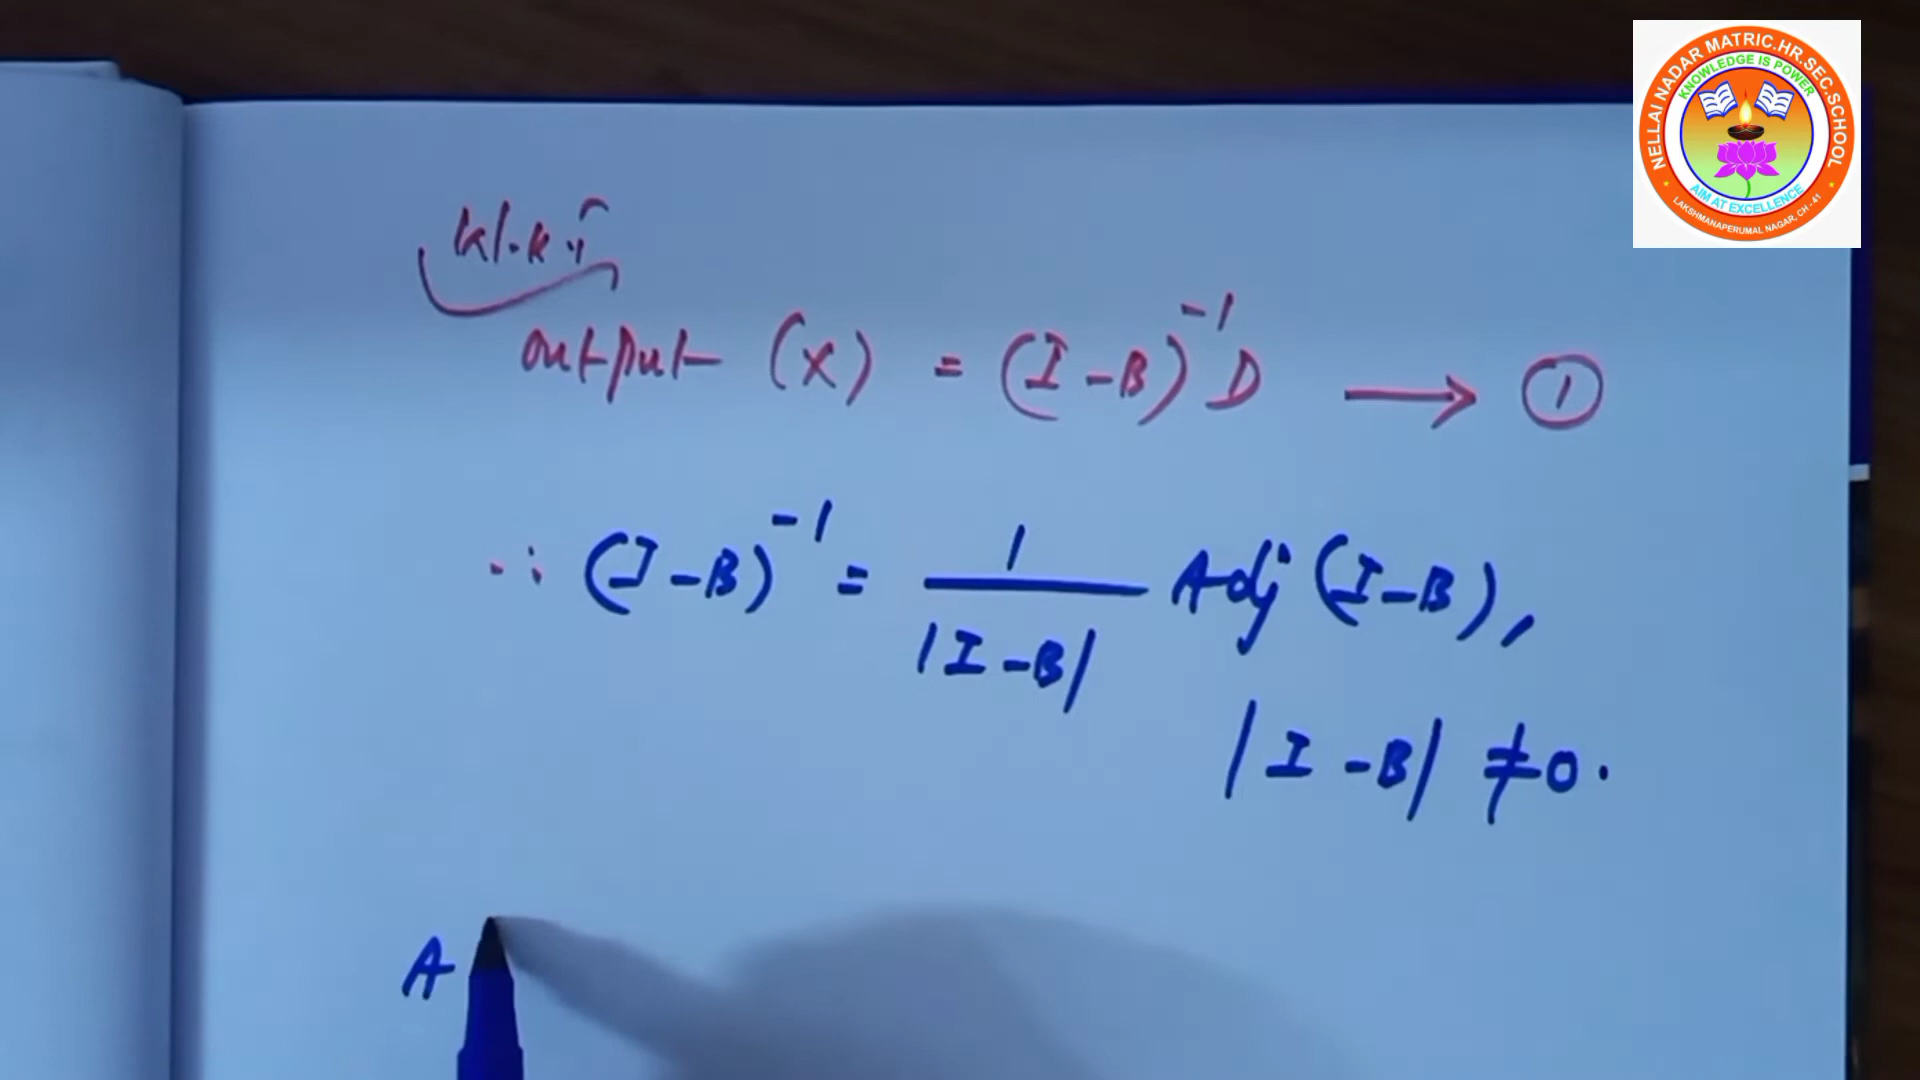 W.K.T
output (X) = (I-B)⁻¹ D → ①
∴ (I-B)⁻¹ = 1/|I-B| Adj (I-B),
|I-B| ≠ 0.
A
NELLAI NADAR MATRIC.HR.SEC.SCHOOL
KNOWLEDGE IS POWER
AIM AT EXCELLENCE
LAKSHMANAPERUMAL NAGAR, CH - 41